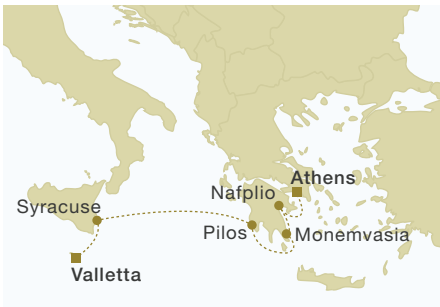 Athens
Nafplio
Syracuse
Pilos
Monemvasia
Valletta